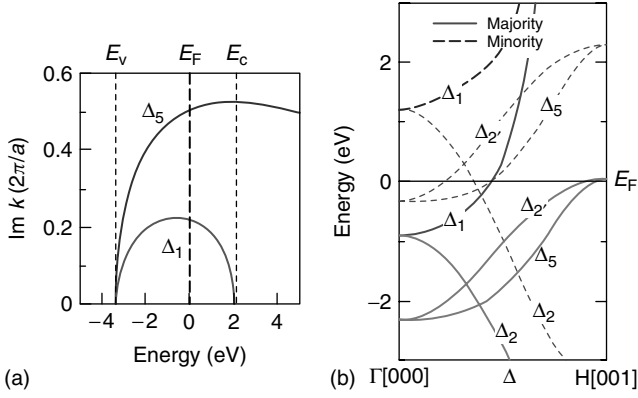 E_v E_F E_c
0.6
0.4
0.2
0
Im k (2π/a)
Δ5
Δ1
−4 −2 0 2 4
Energy (eV)
(a)
Majority
Minority
2
0
−2
Energy (eV)
Δ1
Δ2
Δ5
E_F
Δ1
Δ2
Δ5
Δ2
Δ2
Γ[000] Δ H[001]
(b)